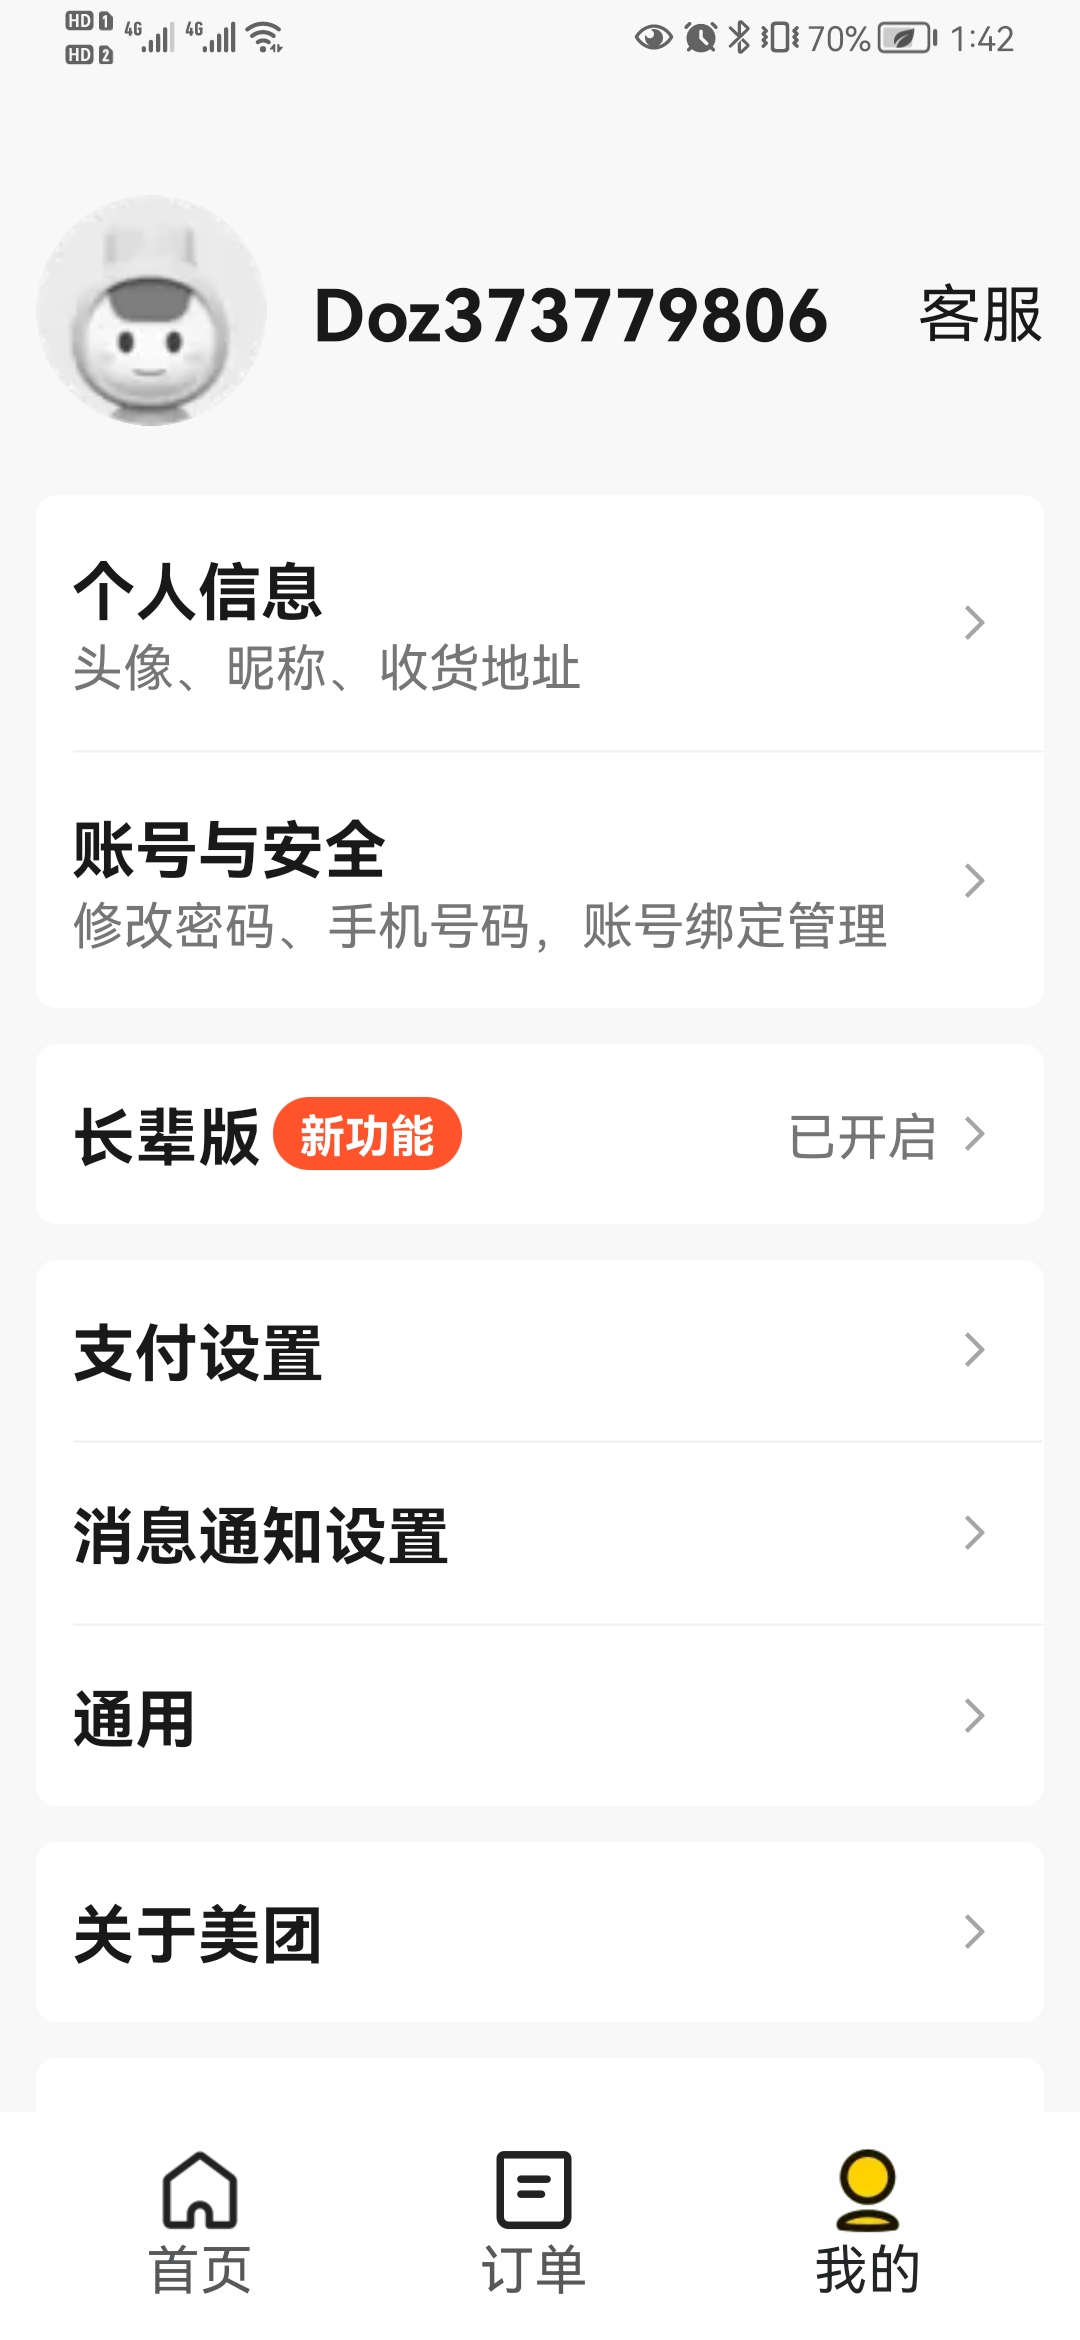 HD 1 4G 4G 70% 1:42
HD 2
Doz373779806 客服
个人信息
头像、昵称、收货地址
账号与安全
修改密码、手机号码，账号绑定管理
长辈版 新功能 已开启
支付设置
消息通知设置
通用
关于美团
首页 订单 我的